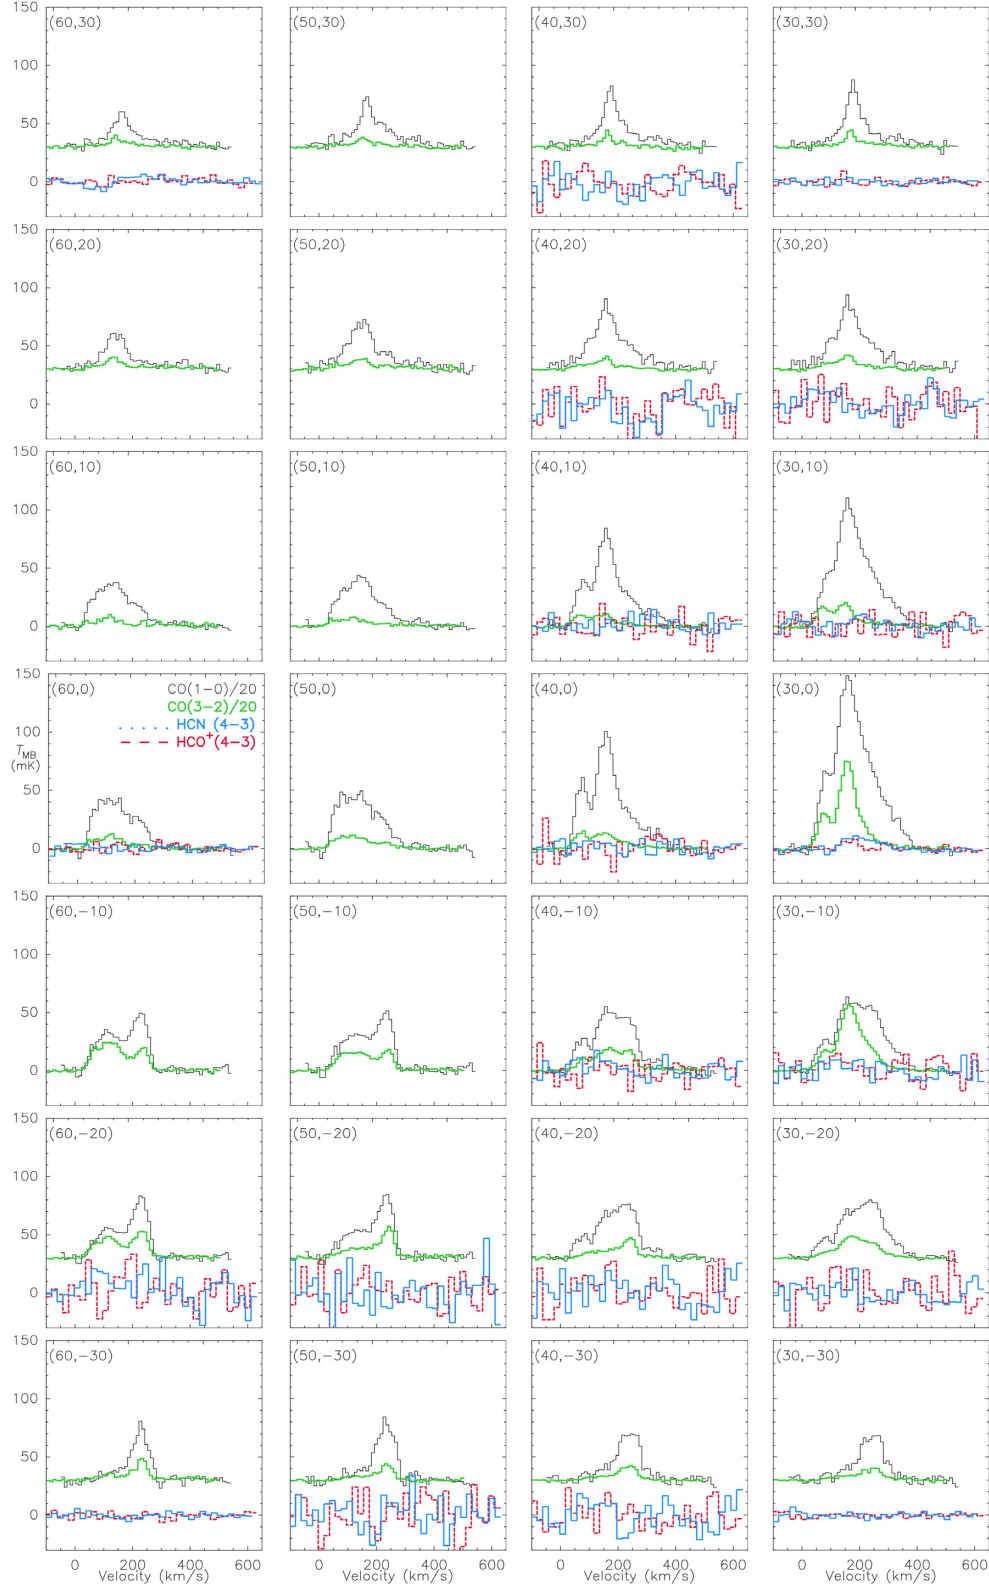 150
(60,30) (50,30) (40,30) (30,30)
100
50
0
150
(60,20) (50,20) (40,20) (30,20)
100
50
0
150
(60,10) (50,10) (40,10) (30,10)
100
50
0
150
(60,0) (50,0) (40,0) (30,0)
CO(1−0)/20
CO(3−2)/20
HCN (4−3)
HCO+(4−3)
100
TMB
(mK)
50
0
150
(60,−10) (50,−10) (40,−10) (30,−10)
100
50
0
150
(60,−20) (50,−20) (40,−20) (30,−20)
100
50
0
150
(60,−30) (50,−30) (40,−30) (30,−30)
100
50
0
0 200 400 600 0 200 400 600 0 200 400 600 0 200 400 600
Velocity (km/s) Velocity (km/s) Velocity (km/s) Velocity (km/s)